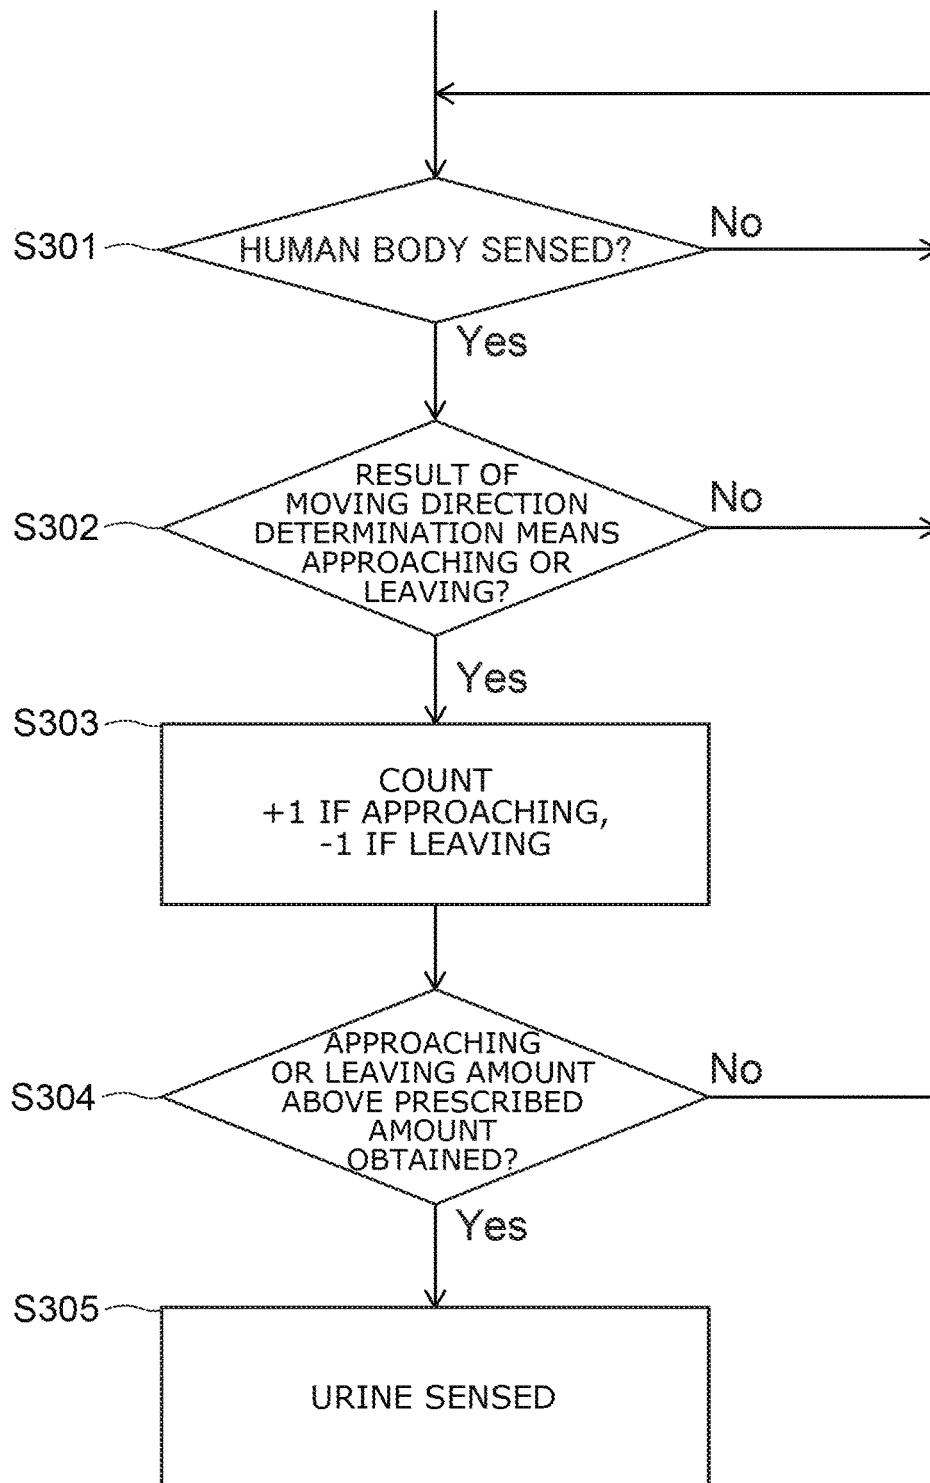 No
S301
HUMAN BODY SENSED?
Yes
RESULT OF
MOVING DIRECTION
DETERMINATION MEANS
APPROACHING OR
LEAVING?
No
S302
Yes
S303
COUNT
+1 IF APPROACHING,
-1 IF LEAVING
APPROACHING
OR LEAVING AMOUNT
ABOVE PRESCRIBED
AMOUNT
OBTAINED?
No
S304
Yes
S305
URINE SENSED